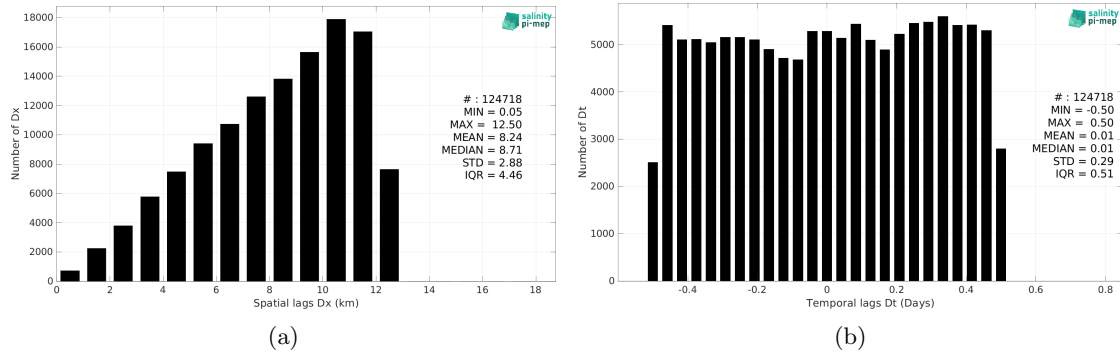 salinity
pi-mep
18000
16000
14000
12000
10000
8000
6000
4000
2000
0
Number of Dx
# : 124718
MIN = 0.05
MAX = 12.50
MEAN = 8.24
MEDIAN = 8.71
STD = 2.88
IQR = 4.46
0 2 4 6 8 10 12 14 16 18
Spatial lags Dx (km)
(a)
salinity
pi-mep
5000
4000
3000
2000
1000
0
Number of Dt
# : 124718
MIN = -0.50
MAX = 0.50
MEAN = 0.01
MEDIAN = 0.01
STD = 0.29
IQR = 0.51
-0.4 -0.2 0 0.2 0.4 0.6 0.8
Temporal lags Dt (Days)
(b)